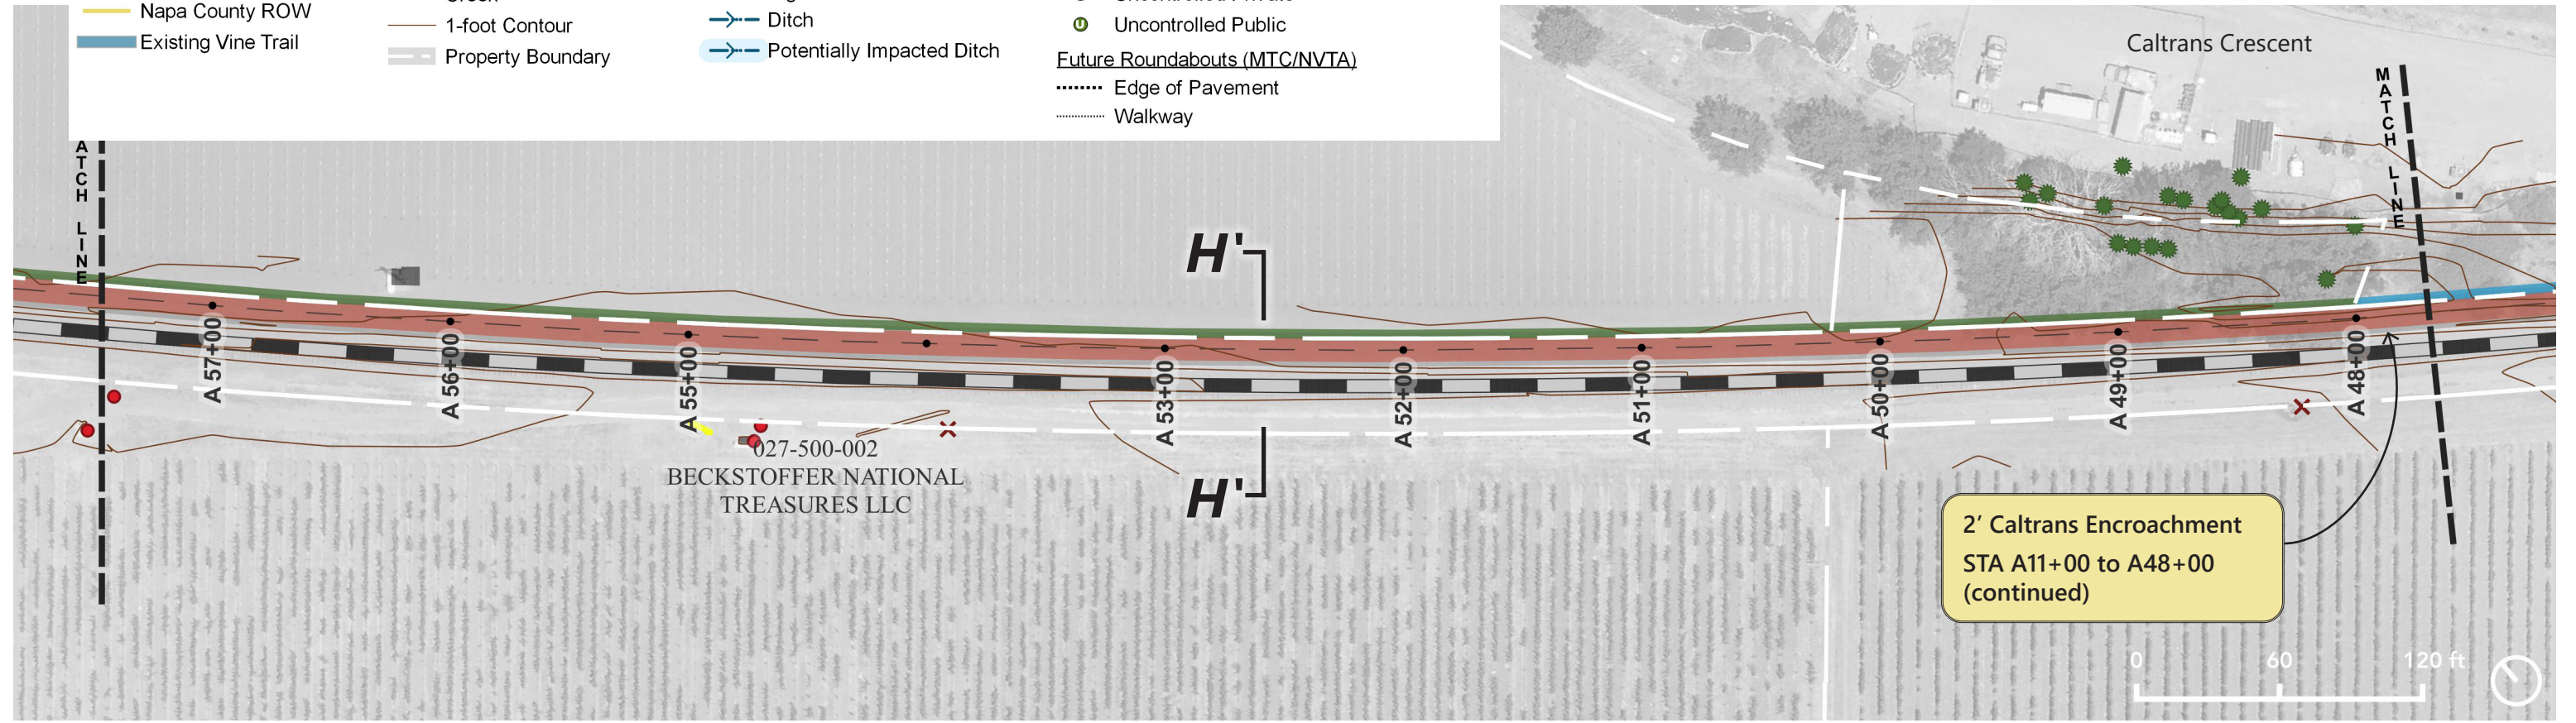 Napa County ROW
Existing Vine Trail
1-foot Contour
Property Boundary
Ditch
Potentially Impacted Ditch
Uncontrolled Public
Future Roundabouts (MTC/NVTA)
Edge of Pavement
Walkway
Caltrans Crescent
MATCH LINE
ATCH LINE
H'
A 57+00
A 56+00
A 55+00
A 53+00
A 52+00
A 51+00
A 50+00
A 49+00
A 48+00
027-500-002
BECKSTOFFER NATIONAL
TREASURES LLC
H'
2' Caltrans Encroachment
STA A11+00 to A48+00
(continued)
0 60 120 ft